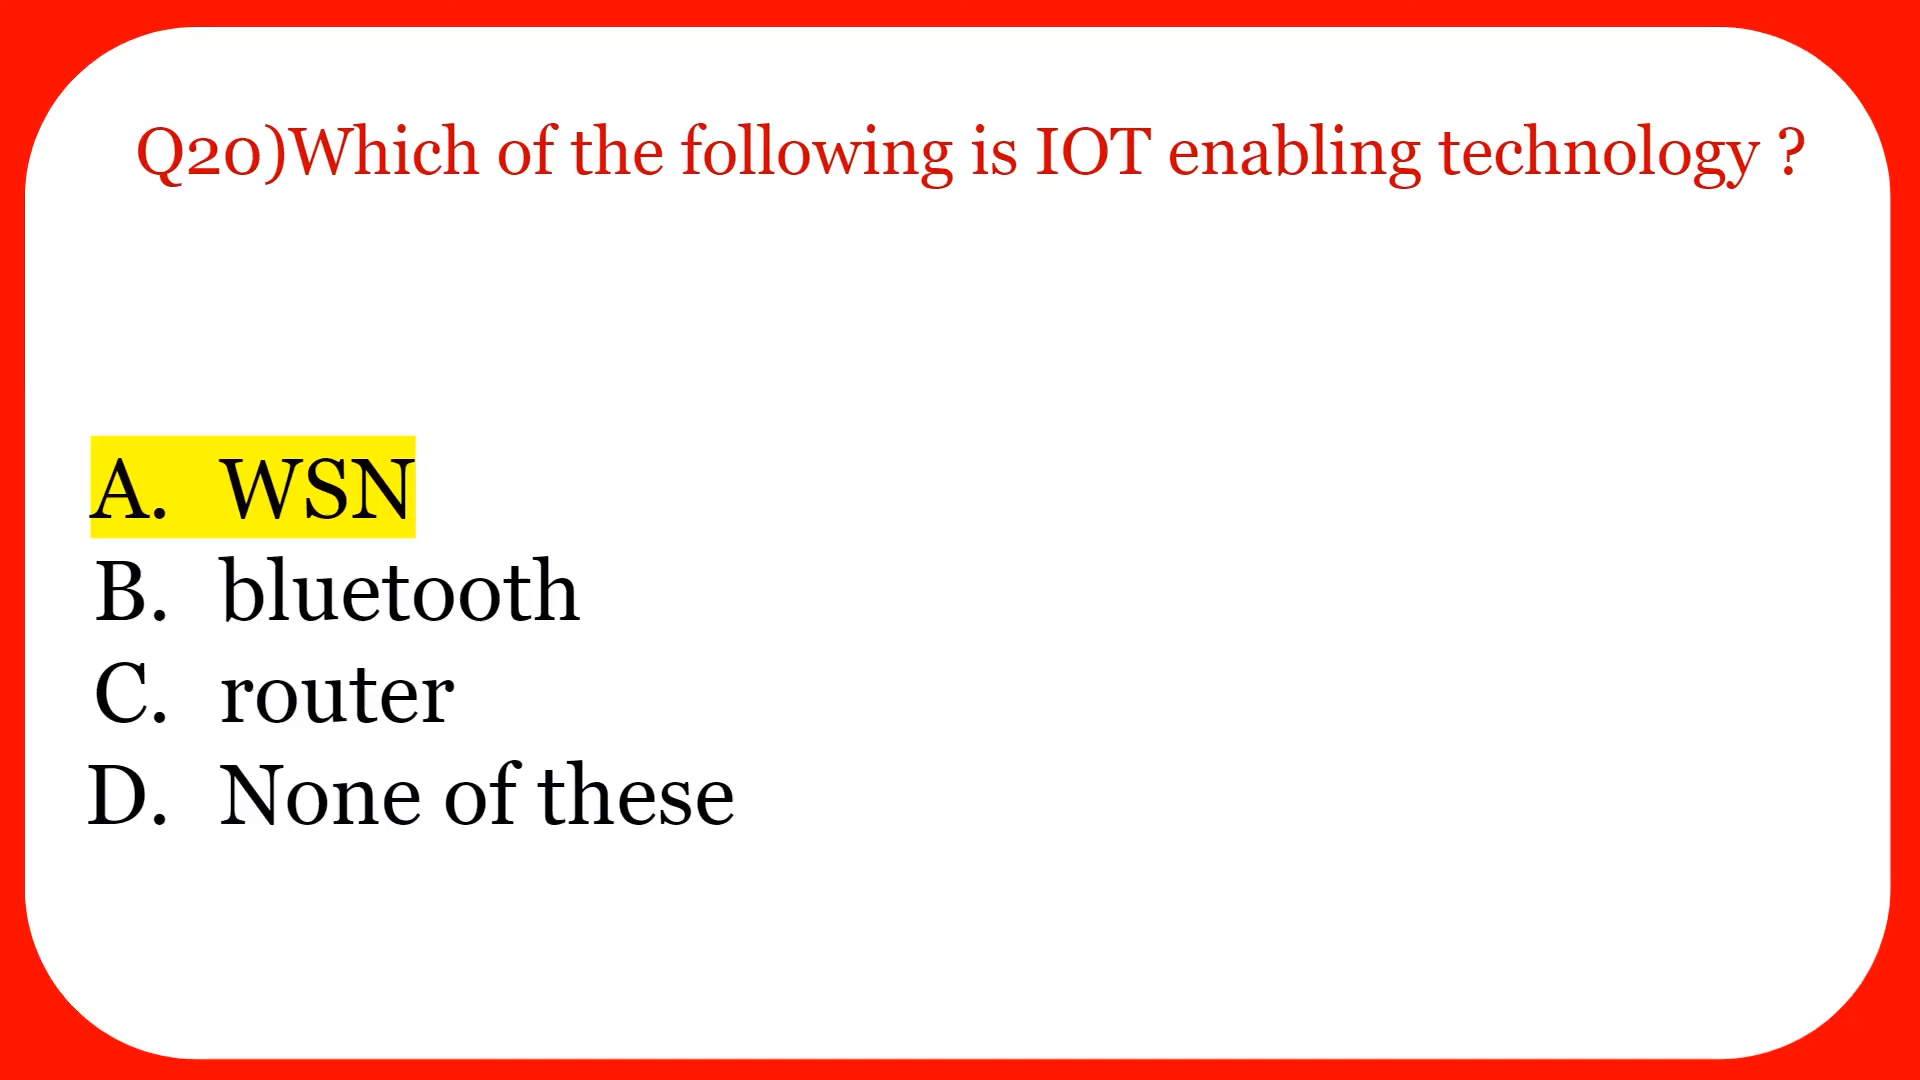 Q20)Which of the following is IOT enabling technology ?
A. WSN
B. bluetooth
C. router
D. None of these